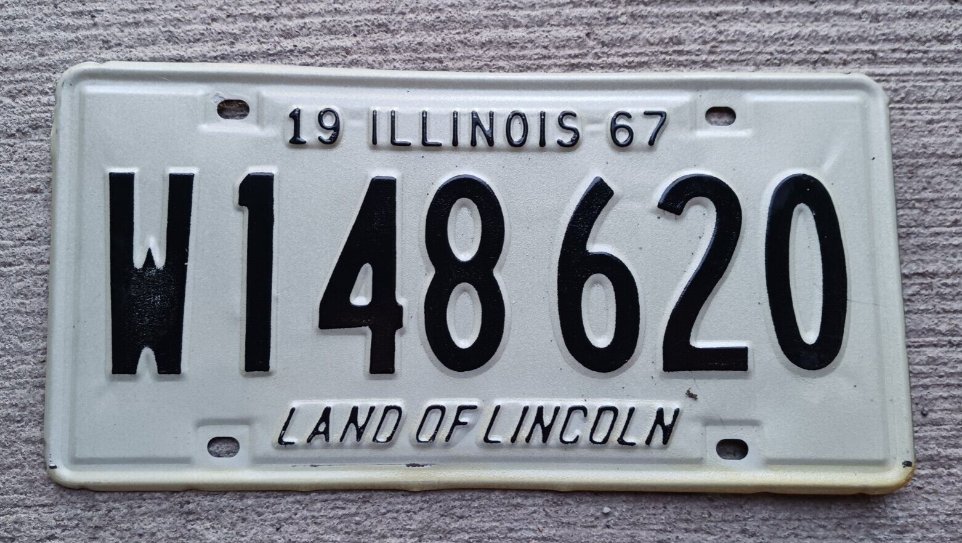 19 ILLINOIS 67
W148 620
LAND OF LINCOLN